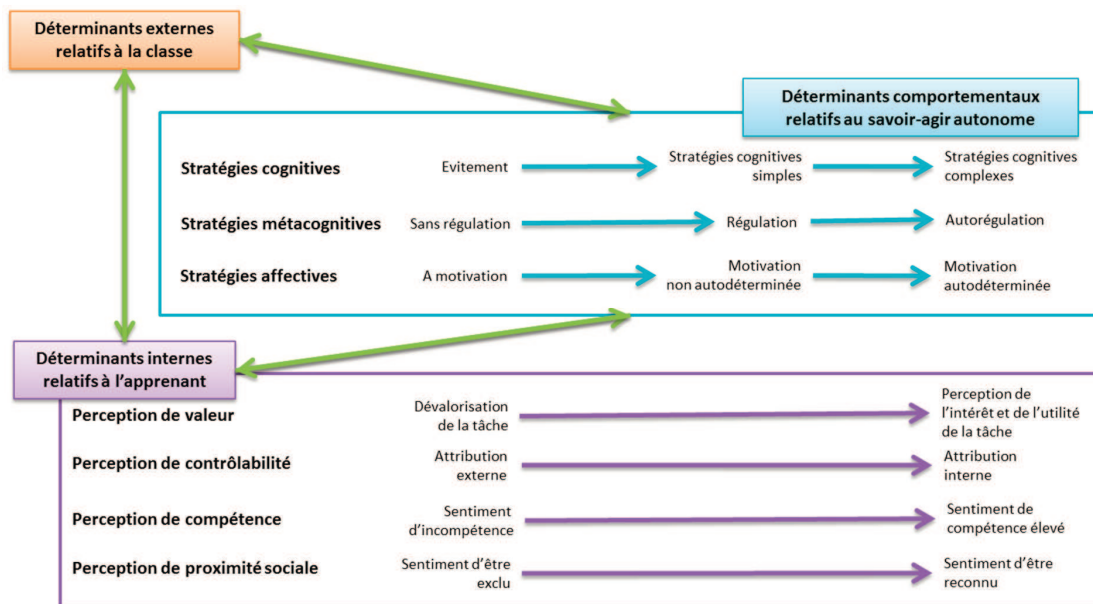 Déterminants externes
relatifs à la classe
Déterminants comportementaux
relatifs au savoir-agir autonome
Stratégies cognitives
Evitement
Stratégies cognitives
simples
Stratégies cognitives
complexes
Stratégies métacognitives
Sans régulation
Régulation
Autorégulation
Stratégies affectives
A motivation
Motivation
non autodéterminée
Motivation
autodéterminée
Déterminants internes
relatifs à l'apprenant
Perception de valeur
Dévalorisation
de la tâche
Perception de
l'intérêt et de l'utilité
de la tâche
Perception de contrôlabilité
Attribution
externe
Attribution
interne
Perception de compétence
Sentiment
d'incompétence
Sentiment de
compétence élevé
Perception de proximité sociale
Sentiment d'être
exclu
Sentiment d'être
reconnu